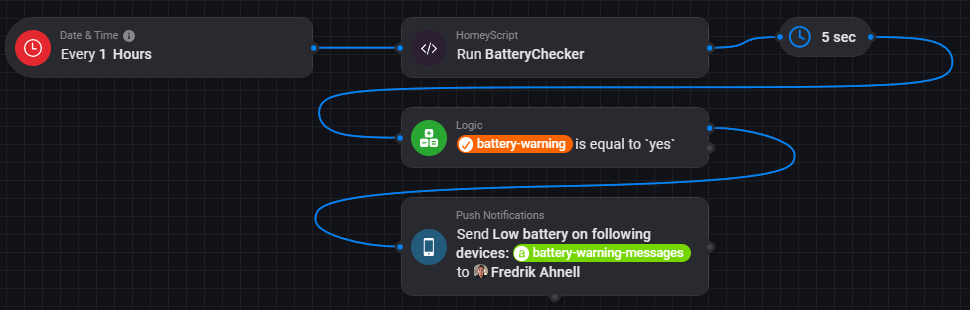 Date & Time
Every 1 Hours
HomeyScript
Run BatteryChecker
5 sec
Logic
battery-warning is equal to `yes`
Push Notifications
Send Low battery on following
devices: a battery-warning-messages
to Fredrik Ahnell